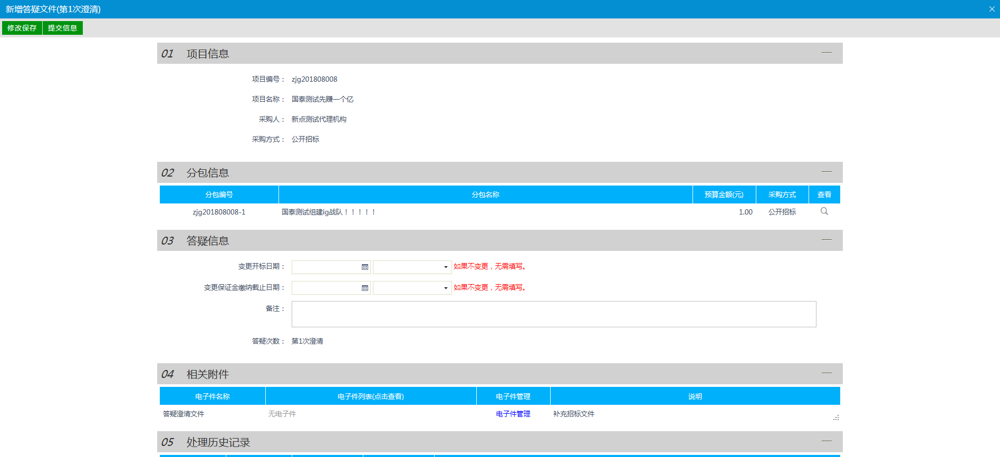 新增答疑文件(第1次澄清)
修改保存 提交信息
01 项目信息
项目编号： zjg201808008
项目名称： 国泰测试先赚一个亿
采购人： 新点测试代理机构
采购方式： 公开招标
02 分包信息
分包编号 分包名称 预算金额(元) 采购方式 查看
zjg201808008-1 国泰测试组建ig战队！！！！！ 1.00 公开招标
03 答疑信息
变更开标日期： 如果不变更，无需填写。
变更保证金缴纳截止日期： 如果不变更，无需填写。
备注：
答疑次数： 第1次澄清
04 相关附件
电子件名称 电子件列表(点击查看) 电子件管理 说明
答疑澄清文件 无电子件 电子件管理 补充招标文件
05 处理历史记录